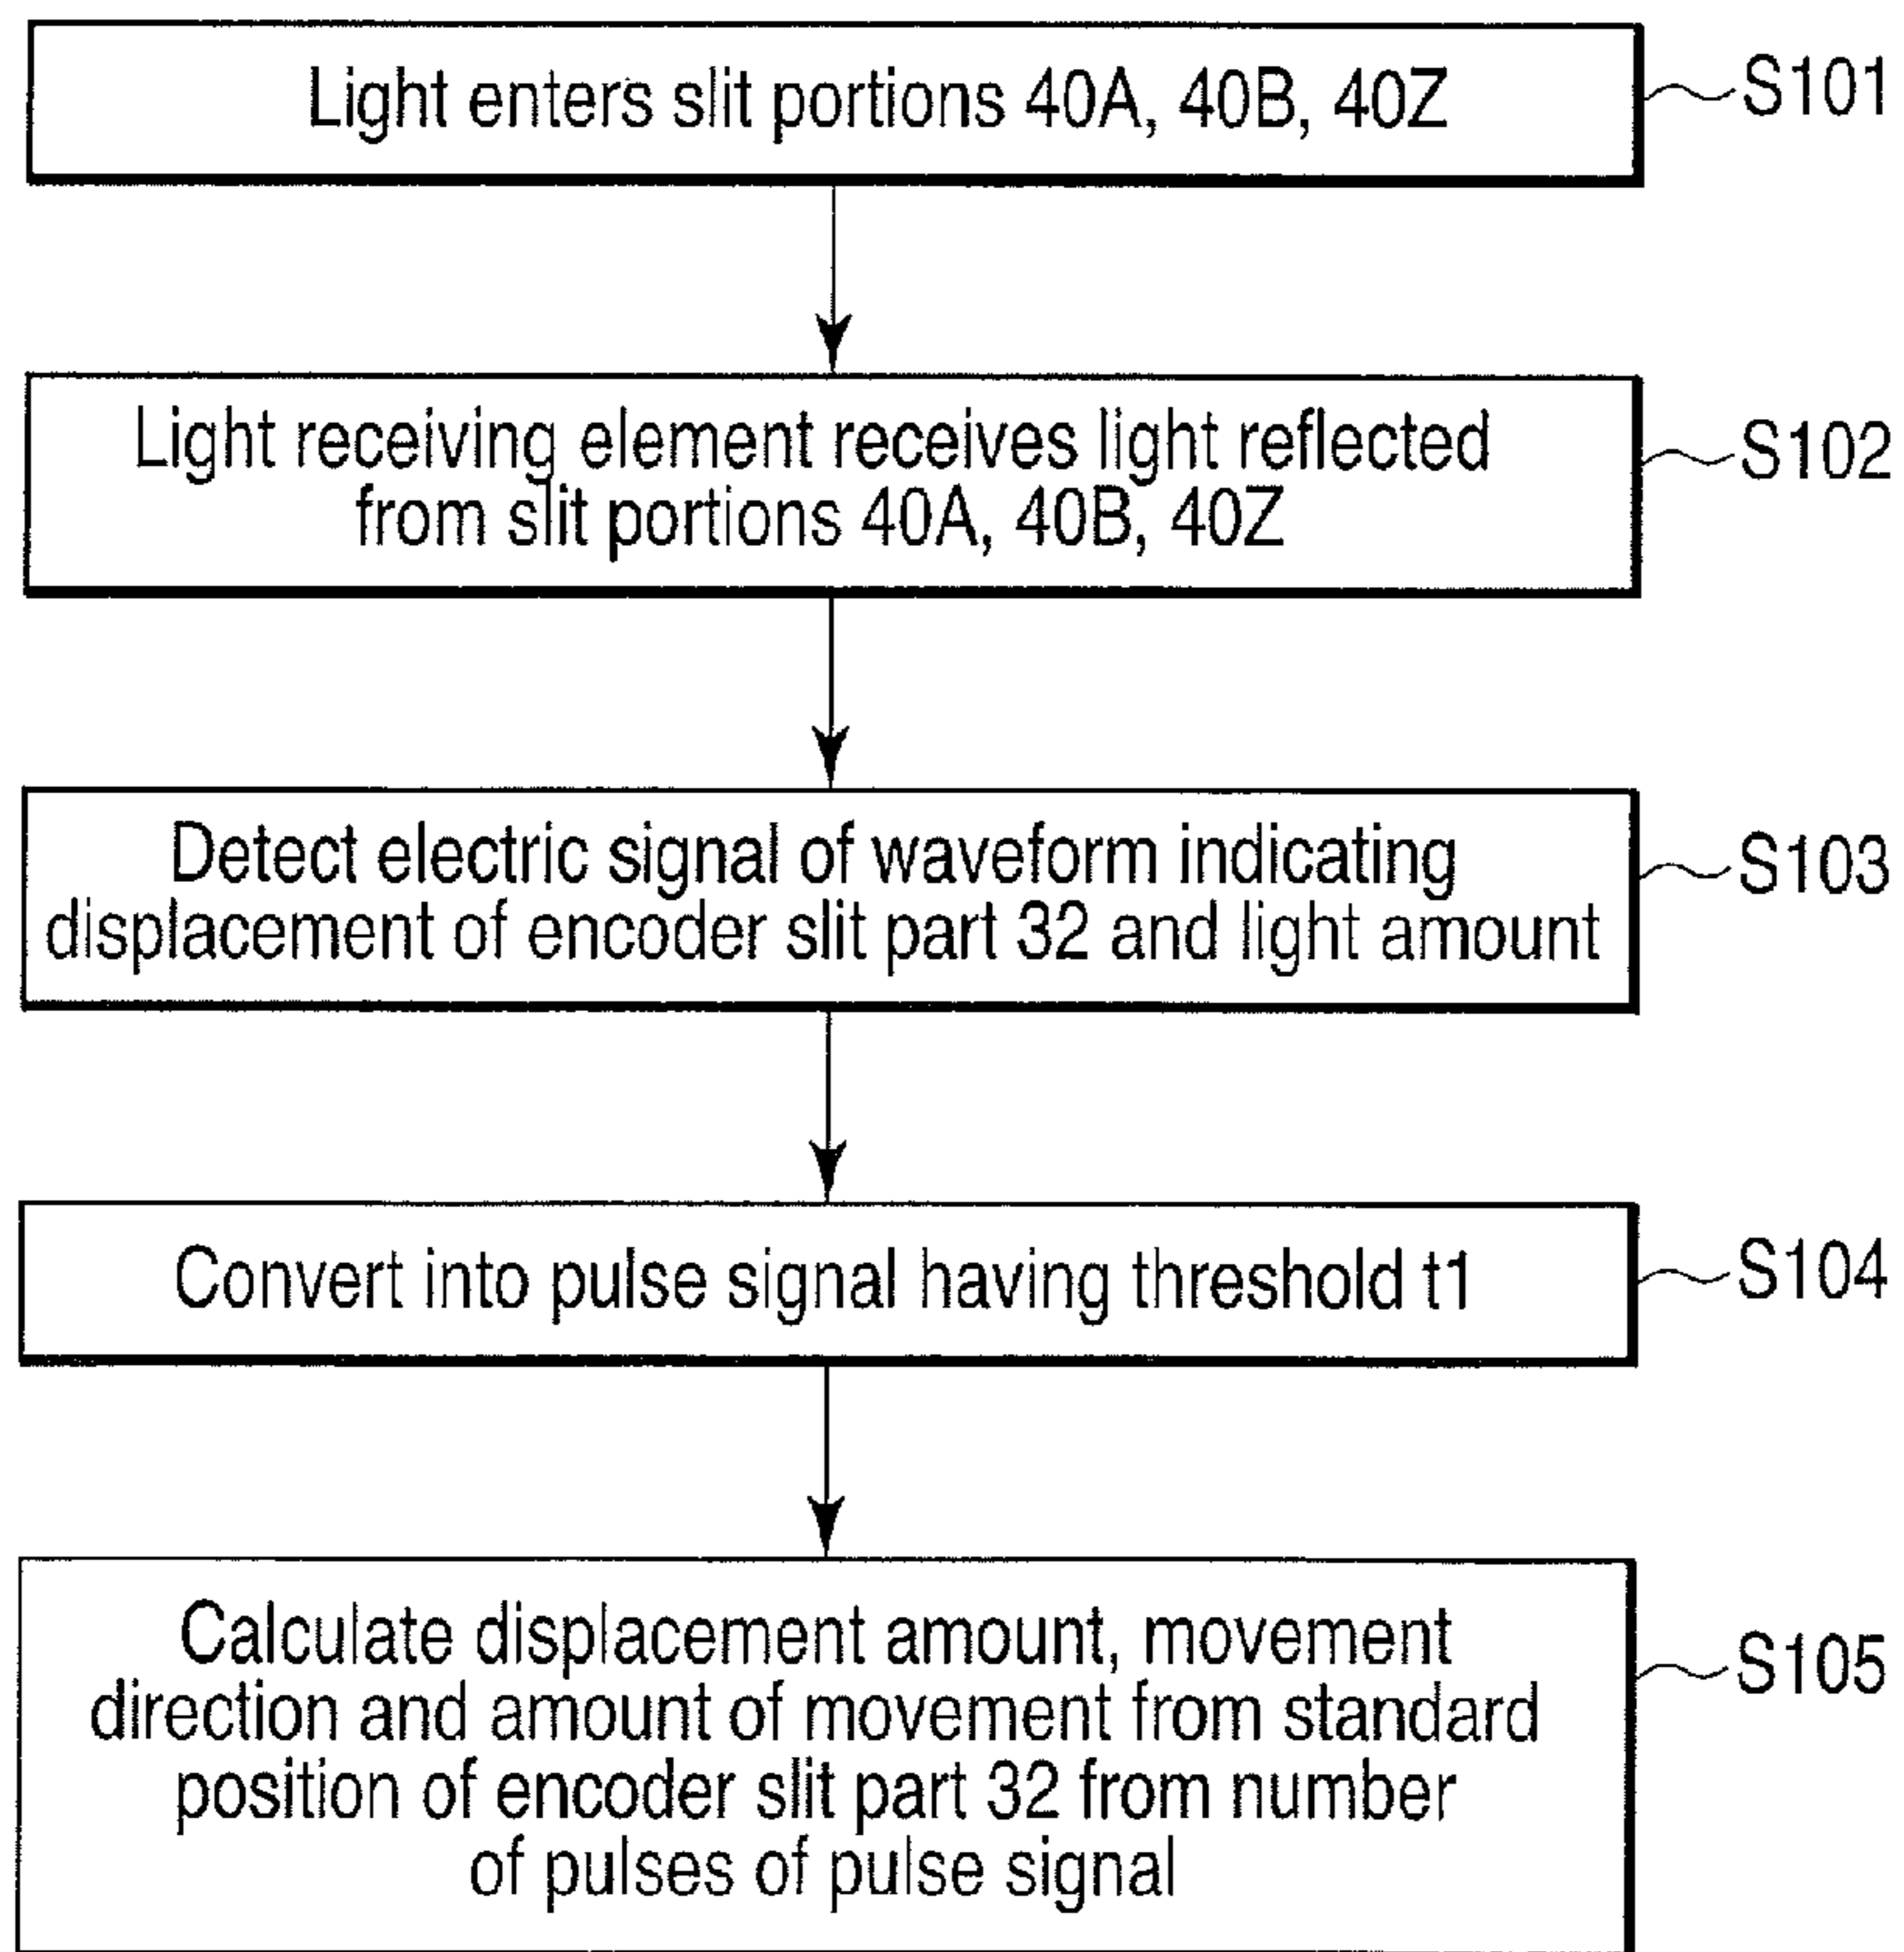 Light enters slit portions 40A, 40B, 40Z
S101
Light receiving element receives light reflected
from slit portions 40A, 40B, 40Z
S102
Detect electric signal of waveform indicating
displacement of encoder slit part 32 and light amount
S103
Convert into pulse signal having threshold t1
S104
Calculate displacement amount, movement
direction and amount of movement from standard
position of encoder slit part 32 from number
of pulses of pulse signal
S105